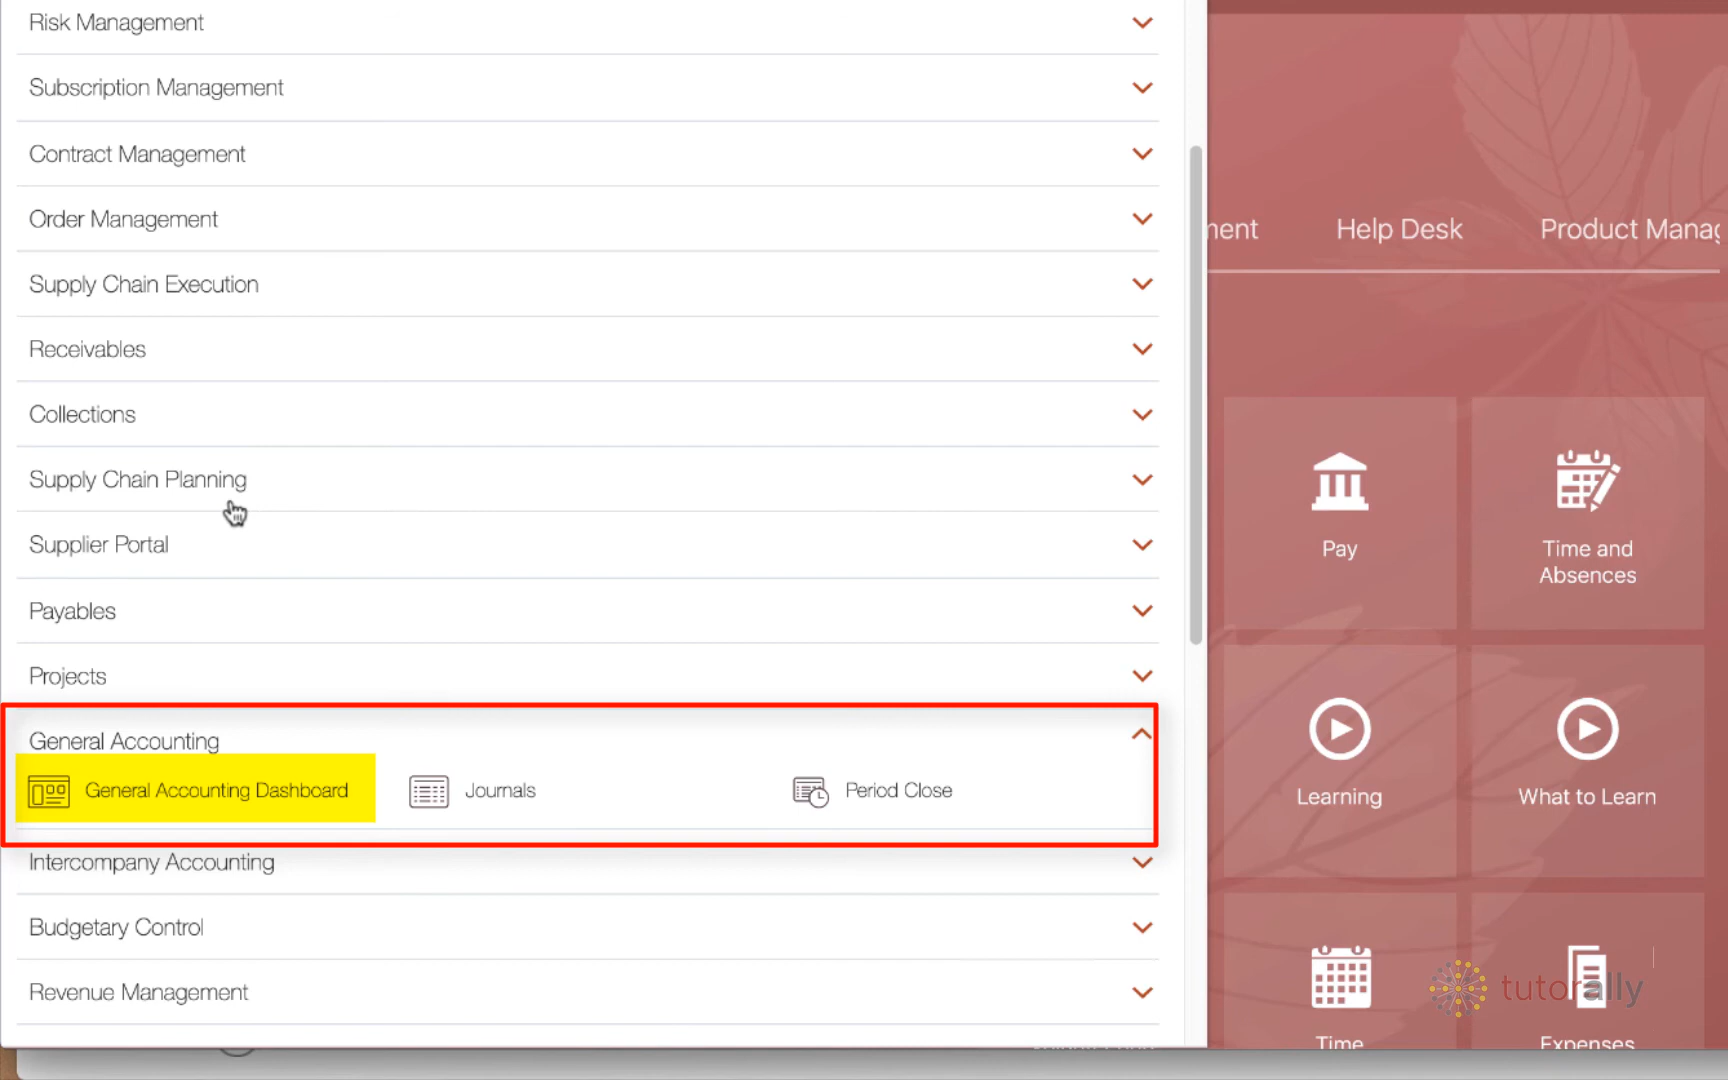 Risk Management
Subscription Management
Contract Management
Order Management
Supply Chain Execution
Receivables
Collections
Supply Chain Planning
Supplier Portal
Payables
Projects
General Accounting
General Accounting Dashboard
Journals
Period Close
Intercompany Accounting
Budgetary Control
Revenue Management
Help Desk
Product Manag
Pay
Time and
Absences
Learning
What to Learn
Time
Expenses
tutorally